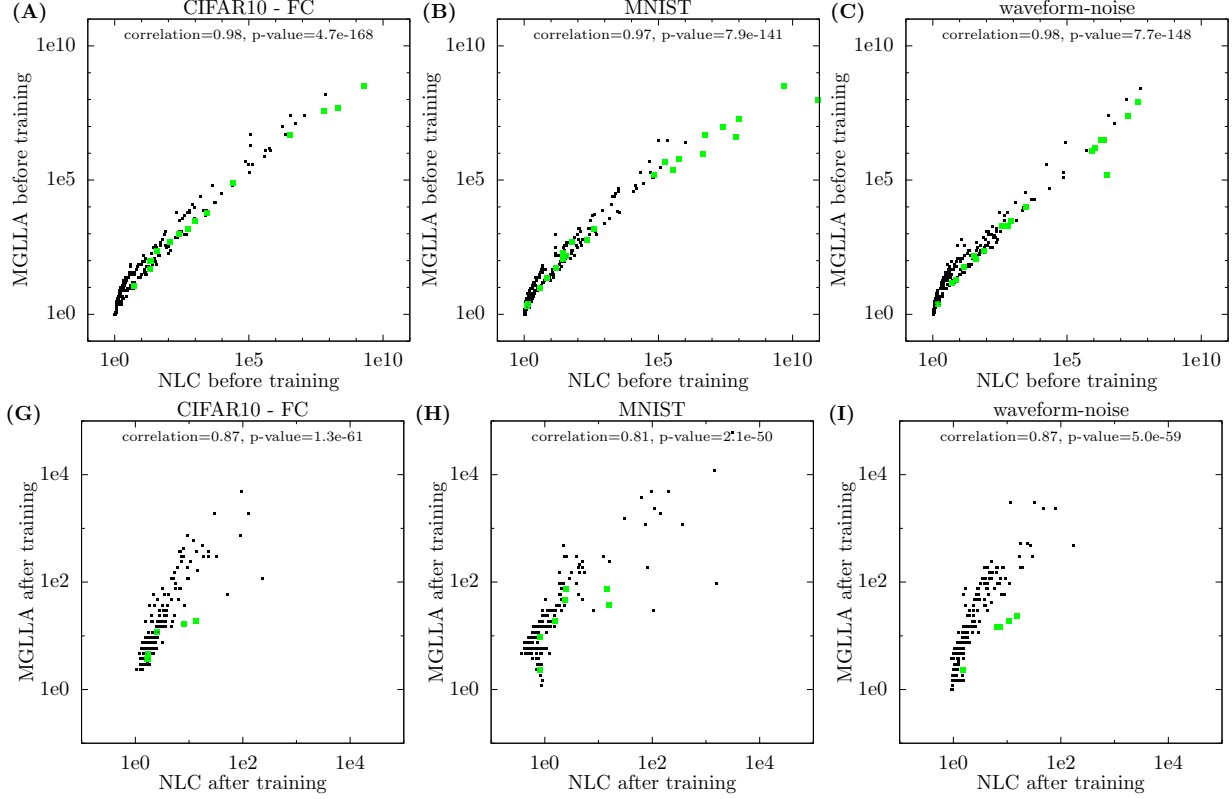 (A)
CIFAR10 - FC
correlation=0.98, p-value=4.7e-168
MGLLA before training
1e10
1e5
1e0
1e0
1e5
1e10
NLC before training
(B)
MNIST
correlation=0.97, p-value=7.9e-141
MGLLA before training
1e10
1e5
1e0
1e0
1e5
1e10
NLC before training
(C)
waveform-noise
correlation=0.98, p-value=7.7e-148
MGLLA before training
1e10
1e5
1e0
1e0
1e5
1e10
NLC before training
(G)
CIFAR10 - FC
correlation=0.87, p-value=1.3e-61
MGLLA after training
1e4
1e2
1e0
1e0
1e2
1e4
NLC after training
(H)
MNIST
correlation=0.81, p-value=2.1e-50
MGLLA after training
1e4
1e2
1e0
1e0
1e2
1e4
NLC after training
(I)
waveform-noise
correlation=0.87, p-value=5.0e-59
MGLLA after training
1e4
1e2
1e0
1e0
1e2
1e4
NLC after training